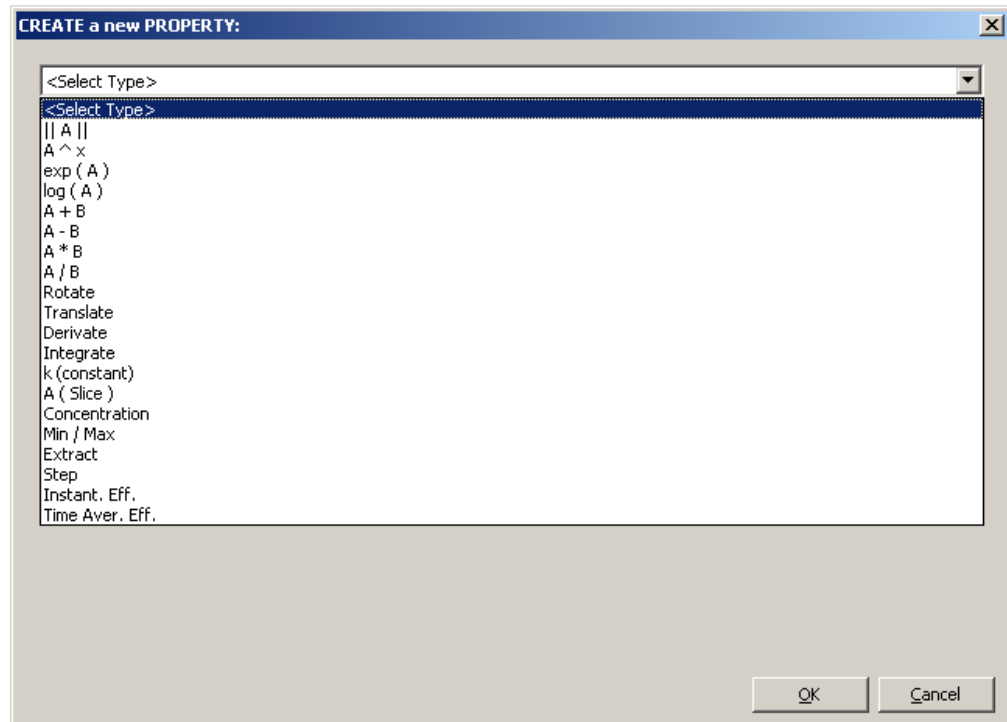 CREATE a new PROPERTY:
<Select Type>
<Select Type>
|| A ||
A ^ x
exp ( A )
log ( A )
A + B
A - B
A * B
A / B
Rotate
Translate
Derivate
Integrate
k (constant)
A ( Slice )
Concentration
Min / Max
Extract
Step
Instant. Eff.
Time Aver. Eff.
OK
Cancel